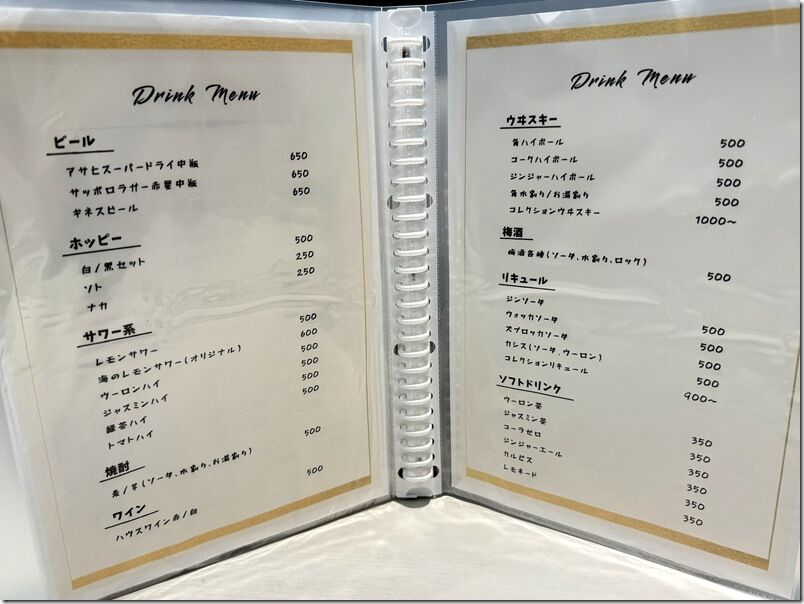 Drink Menu
ビール
アサヒスーパードライ中瓶 650
サッポロラガー赤星中瓶 650
ギネスビール 650
ホッピー
白/黒セット 500
ソト 250
ナカ 250
サワー系
レモンサワー 500
海のレモンサワー(オリジナル) 600
ウーロンハイ 500
ジャスミンハイ 500
緑茶ハイ 500
トマトハイ 500
焼酎
麦/芋(ソーダ、水割り、お湯割り) 500
ワイン
ハウスワイン赤/白 500
Drink Menu
ウヰスキー
角ハイボール 500
コークハイボール 500
ジンジャーハイボール 500
角水割り/お湯割り 500
コレクションウヰスキー 1000〜
梅酒
梅酒各種(ソーダ、水割り、ロック) 500
リキュール
ジンソーダ 500
ウォッカソーダ 500
ズブロッカソーダ 500
カシス(ソーダ、ウーロン) 500
コレクションリキュール 900〜
ソフトドリンク
ウーロン茶 350
ジャスミン茶 350
コーラゼロ 350
ジンジャーエール 350
カルピス 350
レモネード 350